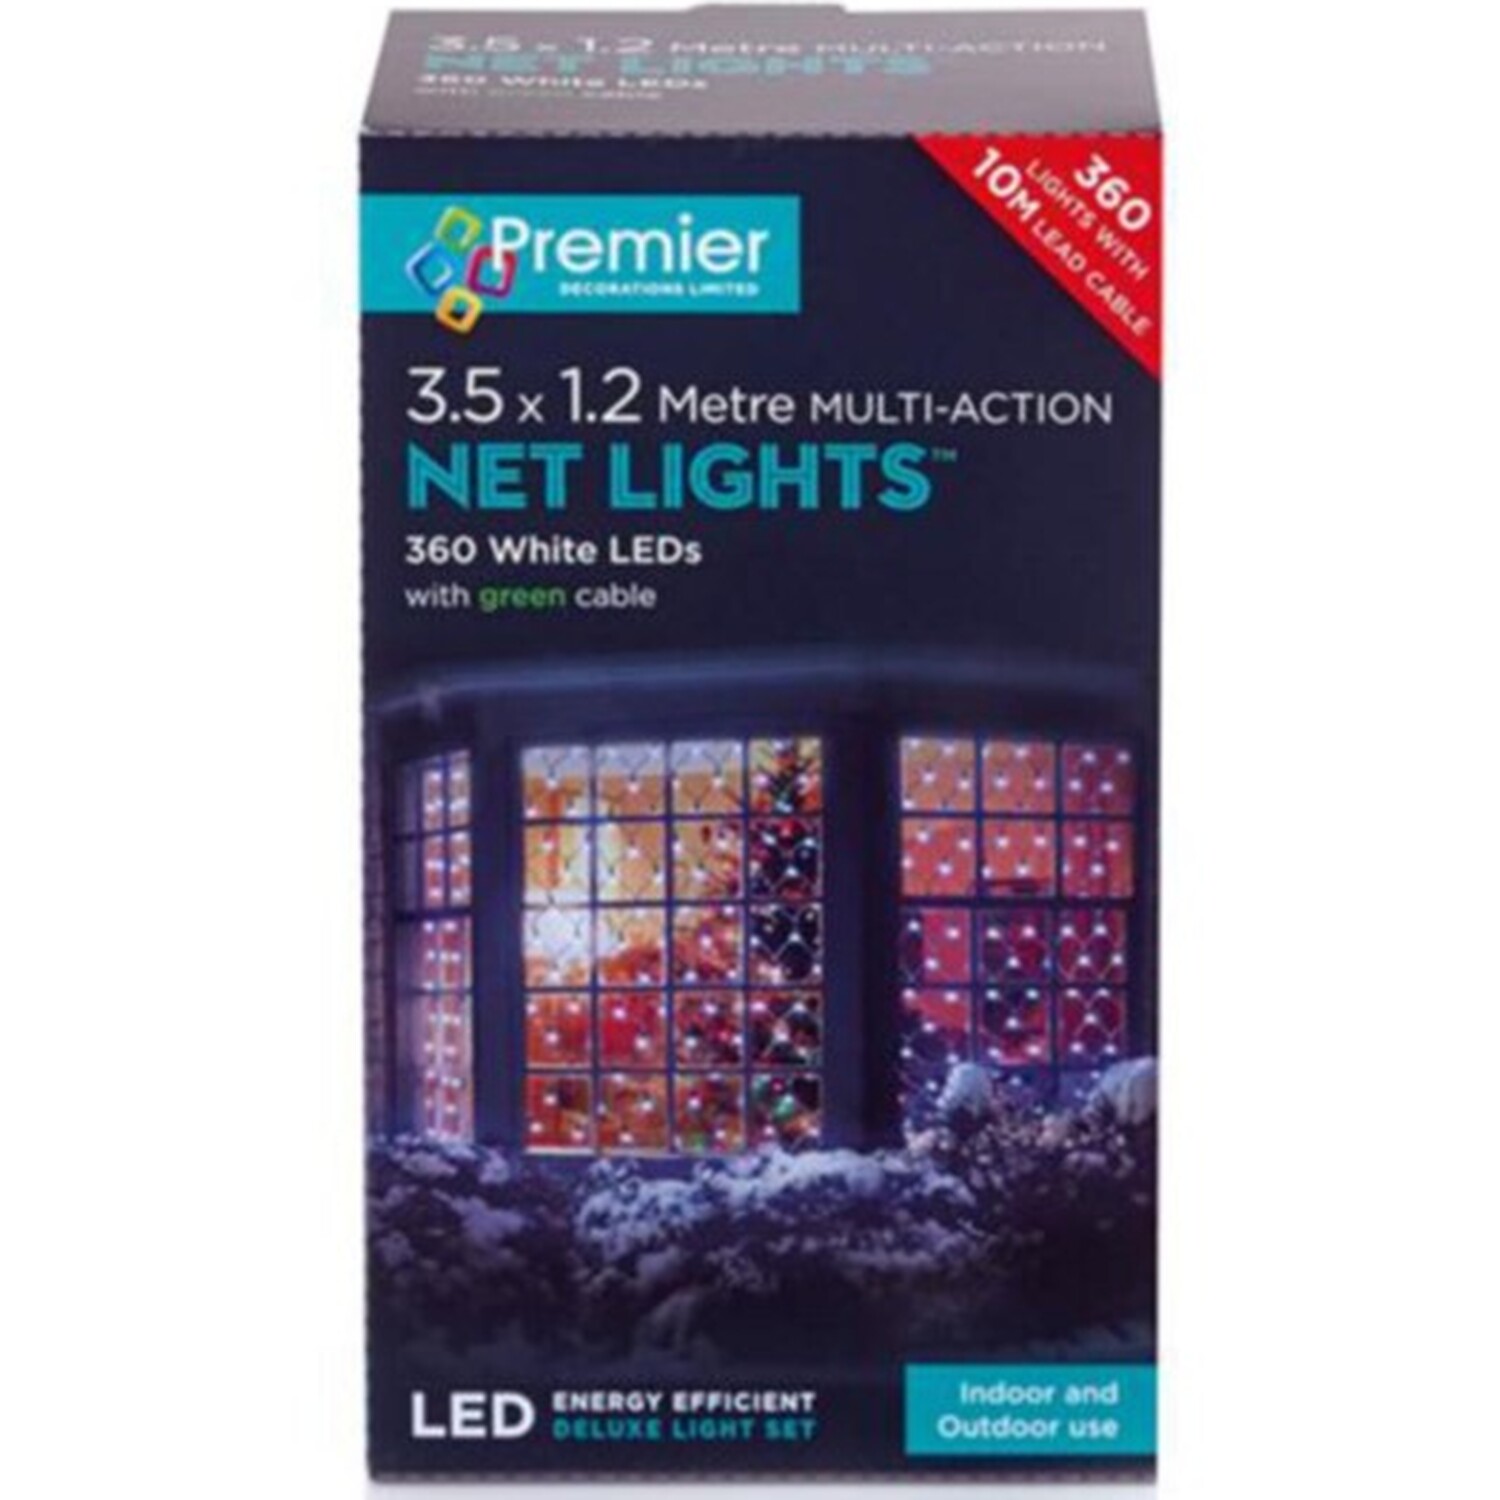 3.5 x 1.2 Metre MULTI-ACTION
NET LIGHTS
360 White LEDs
with green cable
360
LIGHTS WITH
10M LEAD CABLE
Premier
DECORATIONS LIMITED
3.5 x 1.2 Metre MULTI-ACTION
NET LIGHTS™
360 White LEDs
with green cable
LED ENERGY EFFICIENT
DELUXE LIGHT SET
Indoor and
Outdoor use